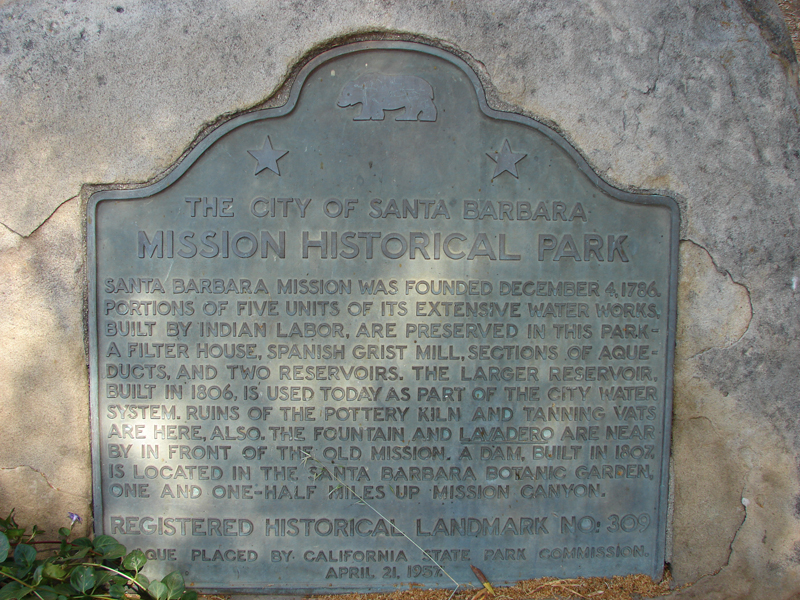 THE CITY OF SANTA BARBARA
MISSION HISTORICAL PARK
SANTA BARBARA MISSION WAS FOUNDED DECEMBER 4, 1786.
PORTIONS OF FIVE UNITS OF ITS EXTENSIVE WATER WORKS,
BUILT BY INDIAN LABOR, ARE PRESERVED IN THIS PARK-
A FILTER HOUSE, SPANISH GRIST MILL, SECTIONS OF AQUE-
DUCTS, AND TWO RESERVOIRS. THE LARGER RESERVOIR,
BUILT IN 1806, IS USED TODAY AS PART OF THE CITY WATER
SYSTEM. RUINS OF THE POTTERY KILN AND TANNING VATS
ARE HERE, ALSO. THE FOUNTAIN AND LAVADERO ARE NEAR
BY IN FRONT OF THE OLD MISSION. A DAM, BUILT IN 1807,
IS LOCATED IN THE SANTA BARBARA BOTANIC GARDEN,
ONE AND ONE-HALF MILES UP MISSION CANYON.
REGISTERED HISTORICAL LANDMARK NO: 309
PLACED BY CALIFORNIA STATE PARK COMMISSION.
APRIL 21, 1957.